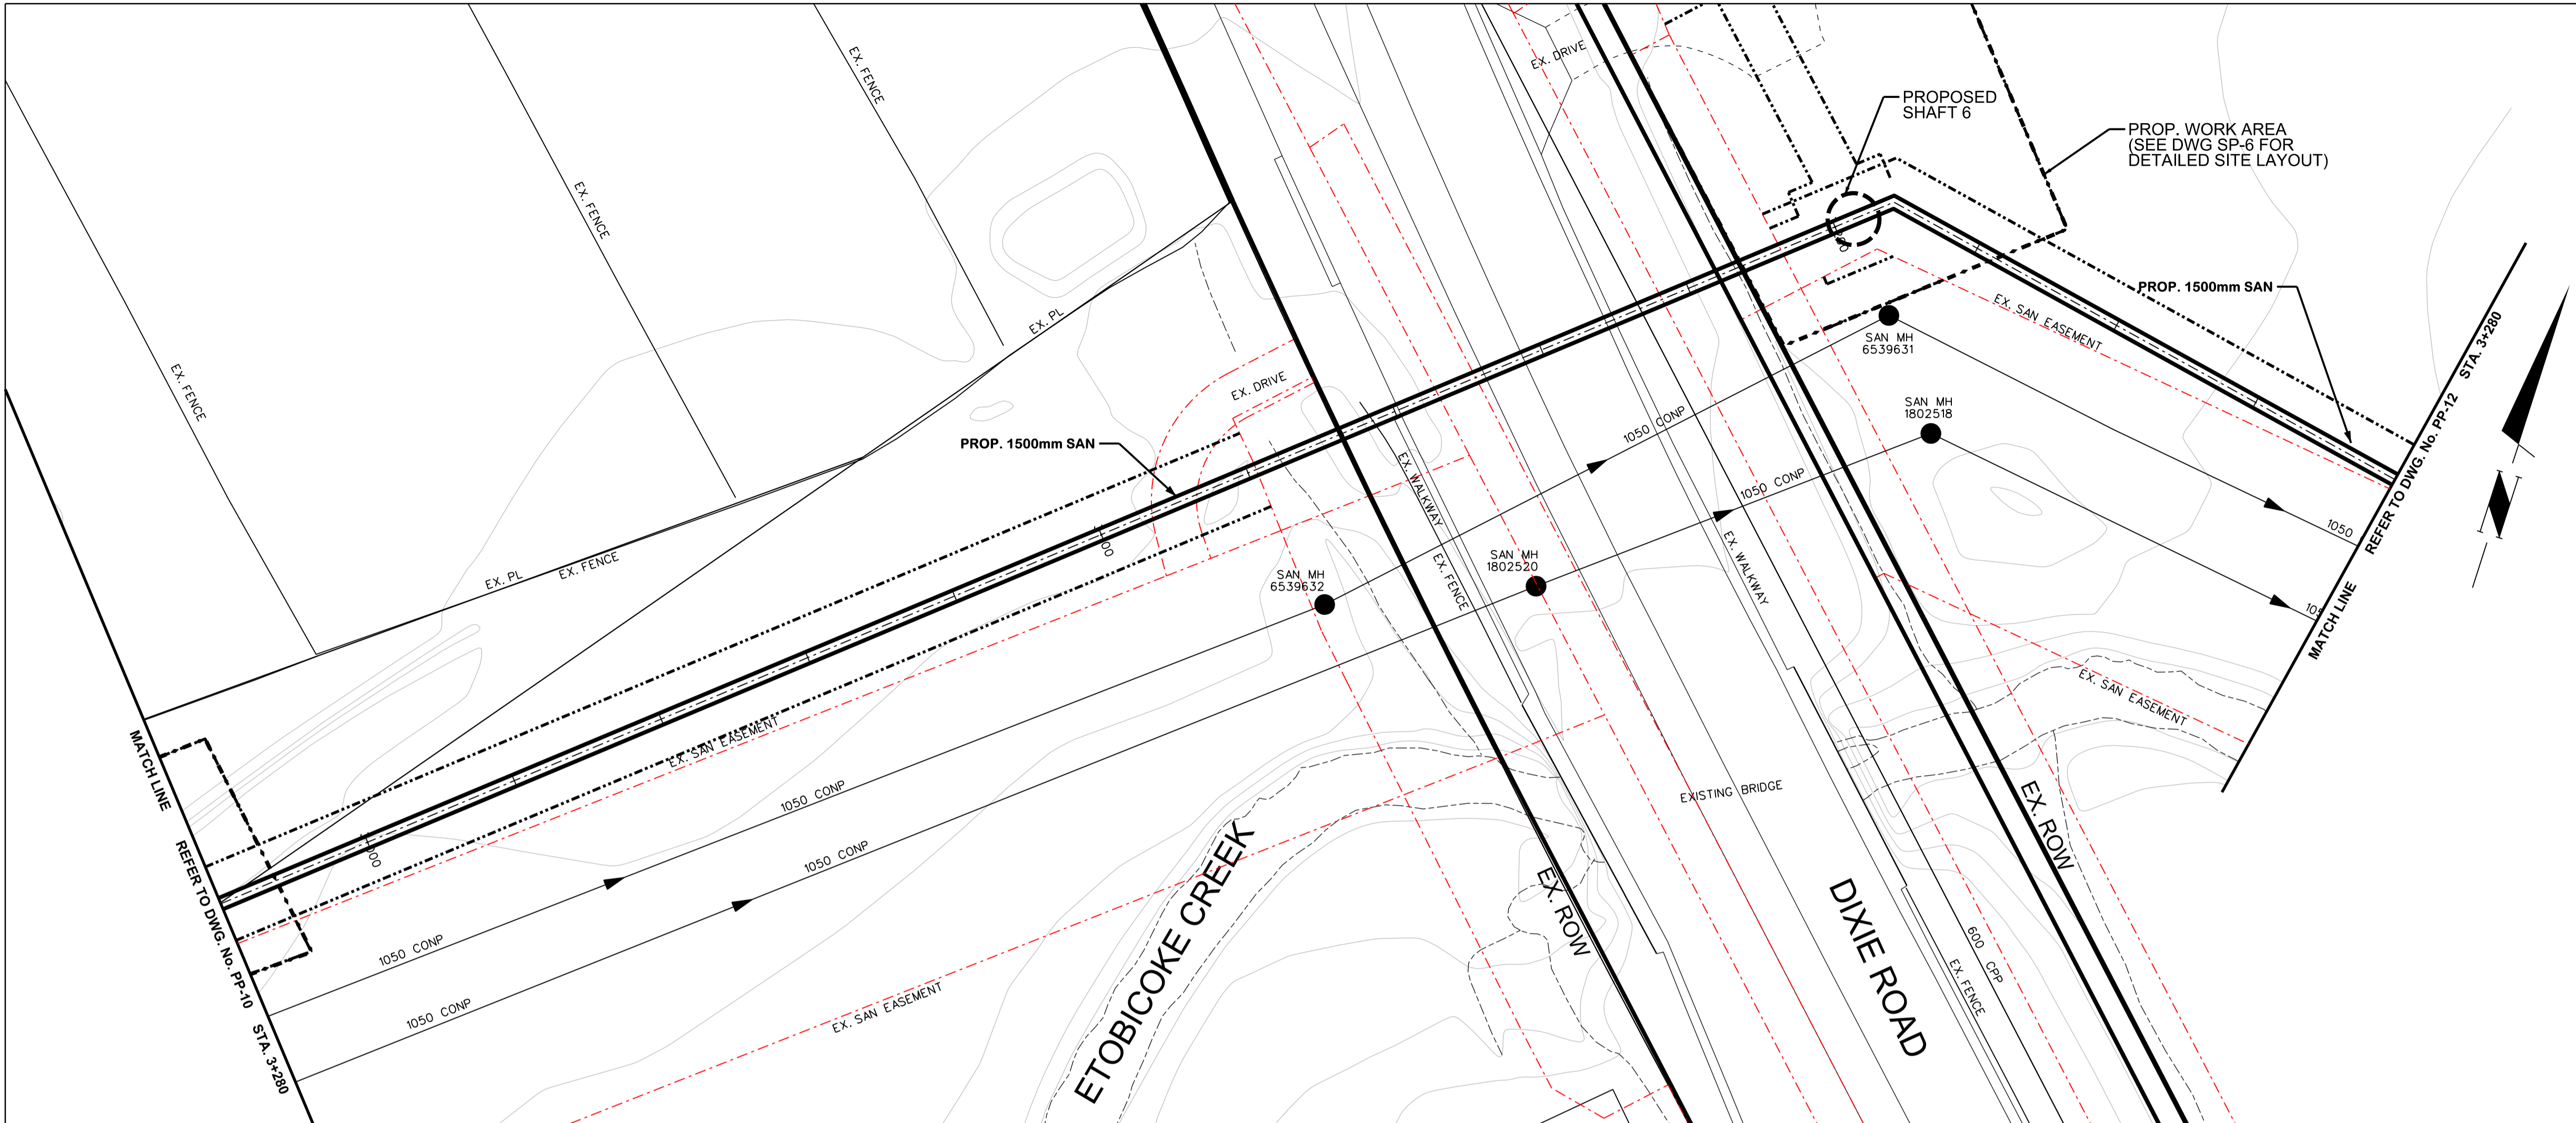 EX. FENCE
EX. FENCE
EX. FENCE
EX. DRIVE
PROPOSED
SHAFT 6
PROP. WORK AREA
(SEE DWG SP-6 FOR
DETAILED SITE LAYOUT)
EX. PL
PROP. 1500mm SAN
EX. SAN EASEMENT
STA. 3+280
REFER TO DWG. No. PP-12
MATCH LINE
SAN MH
6539631
SAN MH
1802518
EX. DRIVE
PROP. 1500mm SAN
1050 CONP
1050 CONP
EX. WALKWAY
EX. FENCE
EX. WALKWAY
SAN MH
6539632
SAN MH
1802520
1050
EX. PL
EX. FENCE
EX. SAN EASEMENT
EX. SAN EASEMENT
1050 CONP
1050 CONP
1050 CONP
1050 CONP
EX. SAN EASEMENT
MATCH LINE
REFER TO DWG. No. PP-10
STA. 3+280
ETOBICOKE CREEK
EXISTING BRIDGE
EX. ROW
EX. ROW
DIXIE ROAD
600 CPP
EX. FENCE